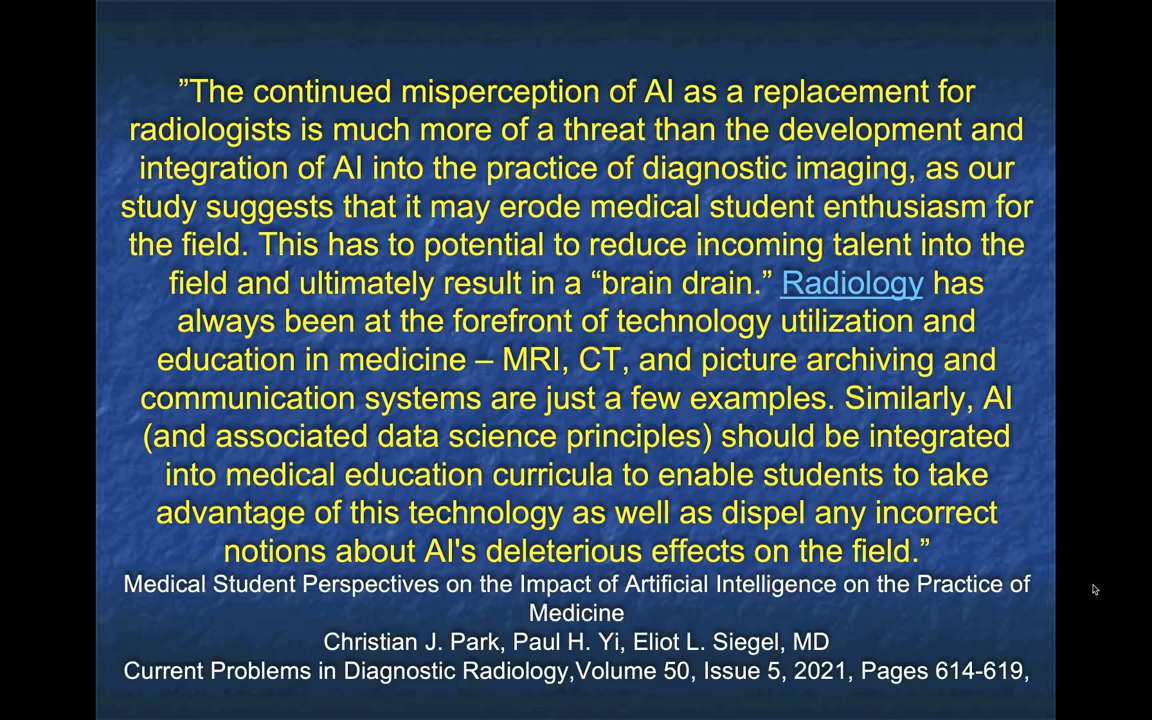 ”The continued misperception of AI as a replacement for
radiologists is much more of a threat than the development and
integration of AI into the practice of diagnostic imaging, as our
study suggests that it may erode medical student enthusiasm for
the field. This has to potential to reduce incoming talent into the
field and ultimately result in a “brain drain.” Radiology has
always been at the forefront of technology utilization and
education in medicine – MRI, CT, and picture archiving and
communication systems are just a few examples. Similarly, AI
(and associated data science principles) should be integrated
into medical education curricula to enable students to take
advantage of this technology as well as dispel any incorrect
notions about AI's deleterious effects on the field.”
Medical Student Perspectives on the Impact of Artificial Intelligence on the Practice of
Medicine
Christian J. Park, Paul H. Yi, Eliot L. Siegel, MD
Current Problems in Diagnostic Radiology,Volume 50, Issue 5, 2021, Pages 614-619,